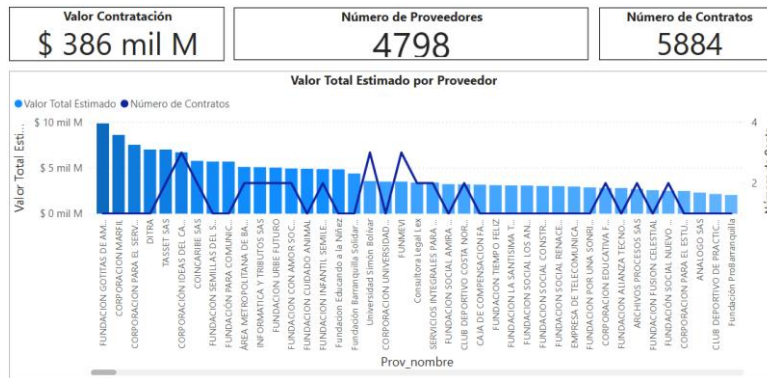 Valor Contratación
$ 386 mil M
Número de Proveedores
4798
Número de Contratos
5884
Valor Total Estimado por Proveedor
Valor Total Estimado
Número de Contratos
Valor Total Esti...
$ 10 mil M
$ 5 mil M
$ 0 mil M
4
2
FUNDACION GOTITAS DE AM...
CORPORACION MARFIL
CORPORACION PARA EL SERV...
DITRA
TASSET SAS
CORPORACIÓN IDEAS DEL CA...
COINCARIBE SAS
FUNDACION SEMILLAS DEL S...
FUNDACIÓN PARA COMUNIC...
ÁREA METROPOLITANA DE BA...
INFORMATICA Y TRIBUTOS SAS
FUNDACION URBE FUTURO
FUNDACION CON AMOR SOC...
FUNDACION CUIDADO ANIMAL
FUNDACION INFANTIL SEMILE...
Fundacion Educando a la Niñez
Fundación Barranquilla Solidar...
Universidad Simón Bolívar
CORPORACION UNIVERSIDAD...
FUNMEVI
Consultora Legal Lex
SERVICIOS INTEGRALES PARA ...
FUNDACION SOCIAL AMIRA ...
CLUB DEPORTIVO COSTA NOR...
CAJA DE COMPENSACION FA...
FUNDACION TIEMPO FELIZ
FUNDACION LA SANTISIMA T...
FUNDACION SOCIAL LOS AN...
FUNDACION SOCIAL CONSTR...
FUNDACION SOCIAL RENACE...
EMPRESA DE TELECOMUNICA...
FUNDACION POR UNA SONRI...
CORPORACION EDUCATIVA F...
FUNDACION ALIANZA TECNO...
ARCHIVOS PROCESOS SAS
FUNDACION FUSION CELESTIAL
FUNDACIÓN SOCIAL NUEVO ...
CORPORACION PARA EL ESTU...
ANALOGO SAS
CLUB DEPORTIVO DE PRACTIC...
Fundación ProBarranquilla
Prov_nombre